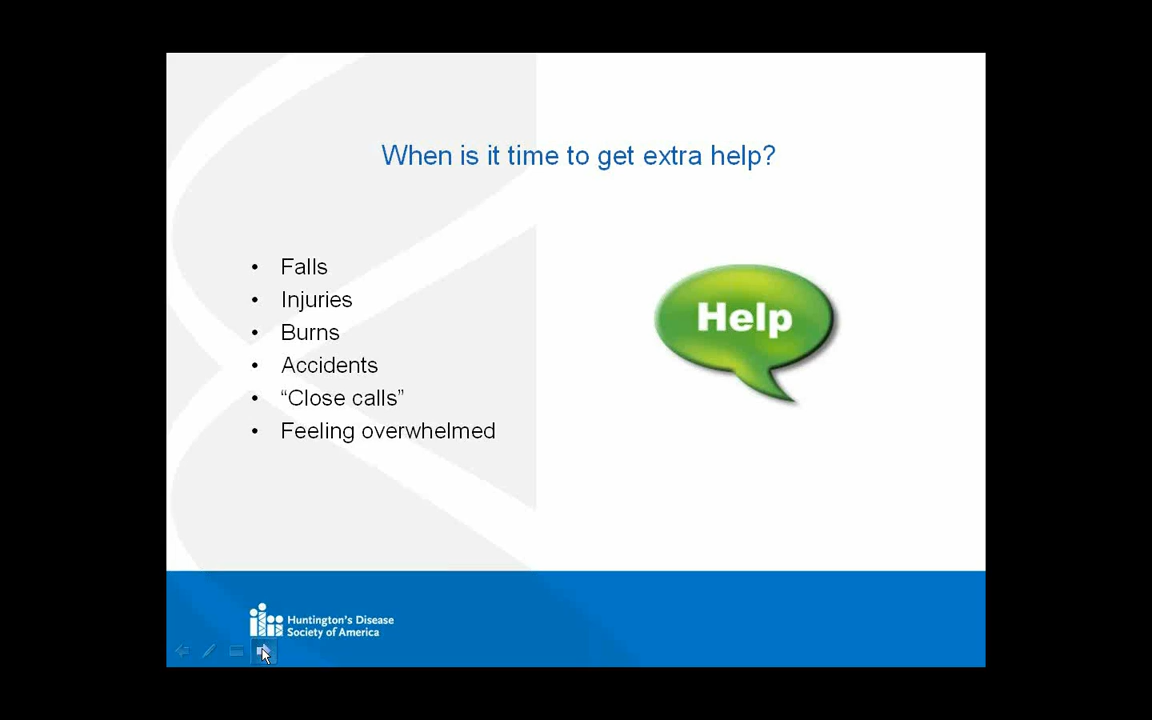 When is it time to get extra help?
• Falls
• Injuries
• Burns
• Accidents
• “Close calls”
• Feeling overwhelmed
Help
Huntington's Disease
Society of America